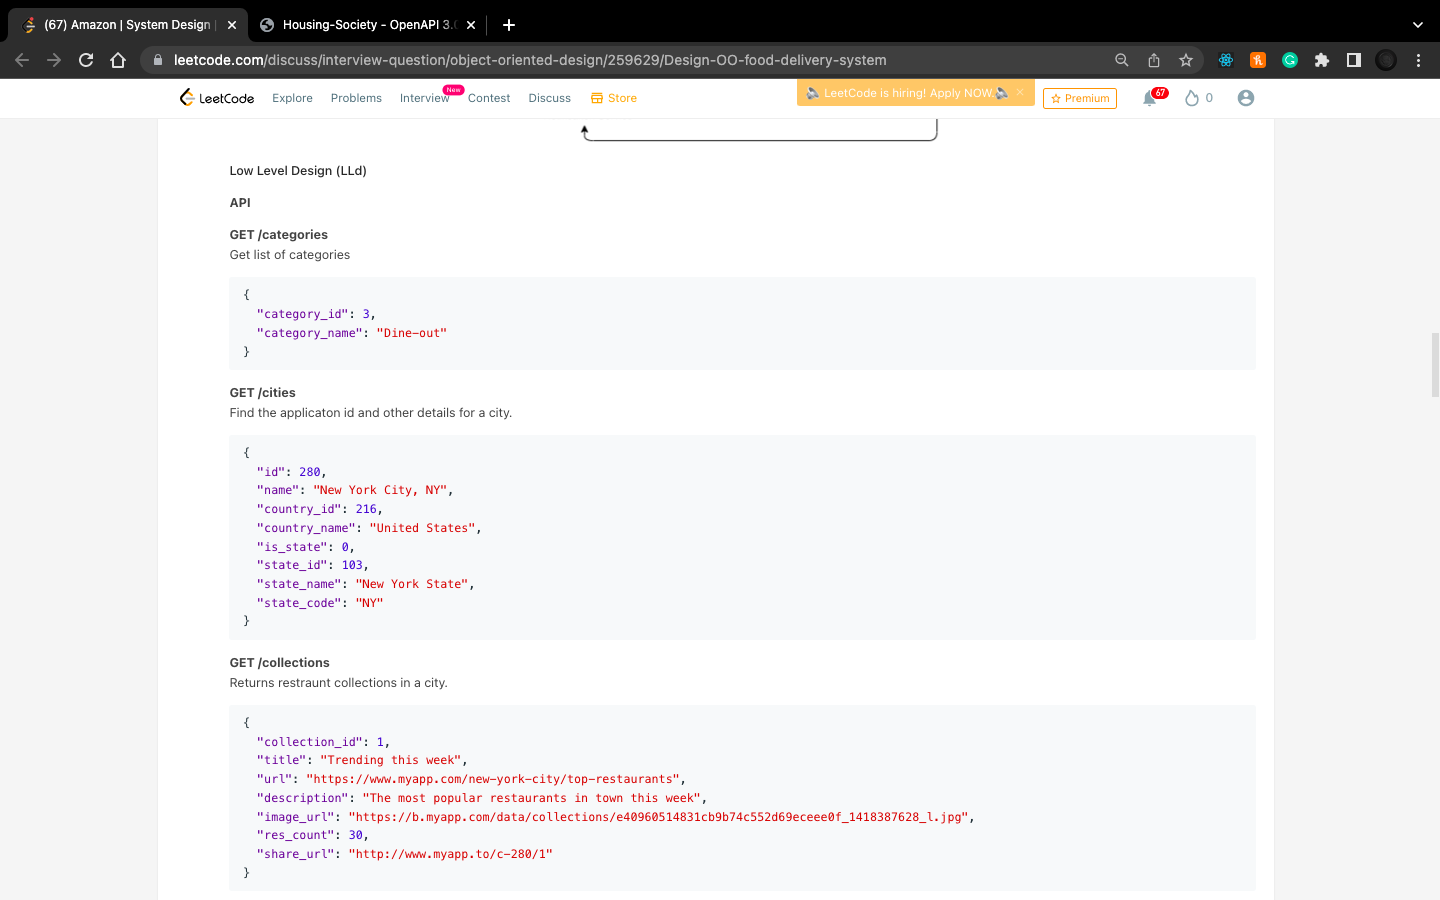 (67) Amazon | System Design |
Housing-Society - OpenAPI 3.0
leetcode.com/discuss/interview-question/object-oriented-design/259629/Design-OO-food-delivery-system
LeetCode Explore Problems Interview New Contest Discuss Store LeetCode is hiring! Apply NOW. Premium 67 0
Low Level Design (LLd)
API
GET /categories
Get list of categories
{
"category_id": 3,
"category_name": "Dine-out"
}
GET /cities
Find the applicaton id and other details for a city.
{
"id": 280,
"name": "New York City, NY",
"country_id": 216,
"country_name": "United States",
"is_state": 0,
"state_id": 103,
"state_name": "New York State",
"state_code": "NY"
}
GET /collections
Returns restraunt collections in a city.
{
"collection_id": 1,
"title": "Trending this week",
"url": "https://www.myapp.com/new-york-city/top-restaurants",
"description": "The most popular restaurants in town this week",
"image_url": "https://b.myapp.com/data/collections/e40960514831cb9b74c552d69eceee0f_1418387628_l.jpg",
"res_count": 30,
"share_url": "http://www.myapp.to/c-280/1"
}